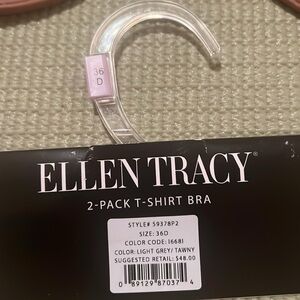 36
D
ELLEN TRACY®
2-PACK T-SHIRT BRA
STYLE# 59378P2
SIZE: 36D
COLOR CODE: I668I
COLOR: LIGHT GREY/ TAWNY
SUGGESTED RETAIL: $48.00
0 89129 87037 4